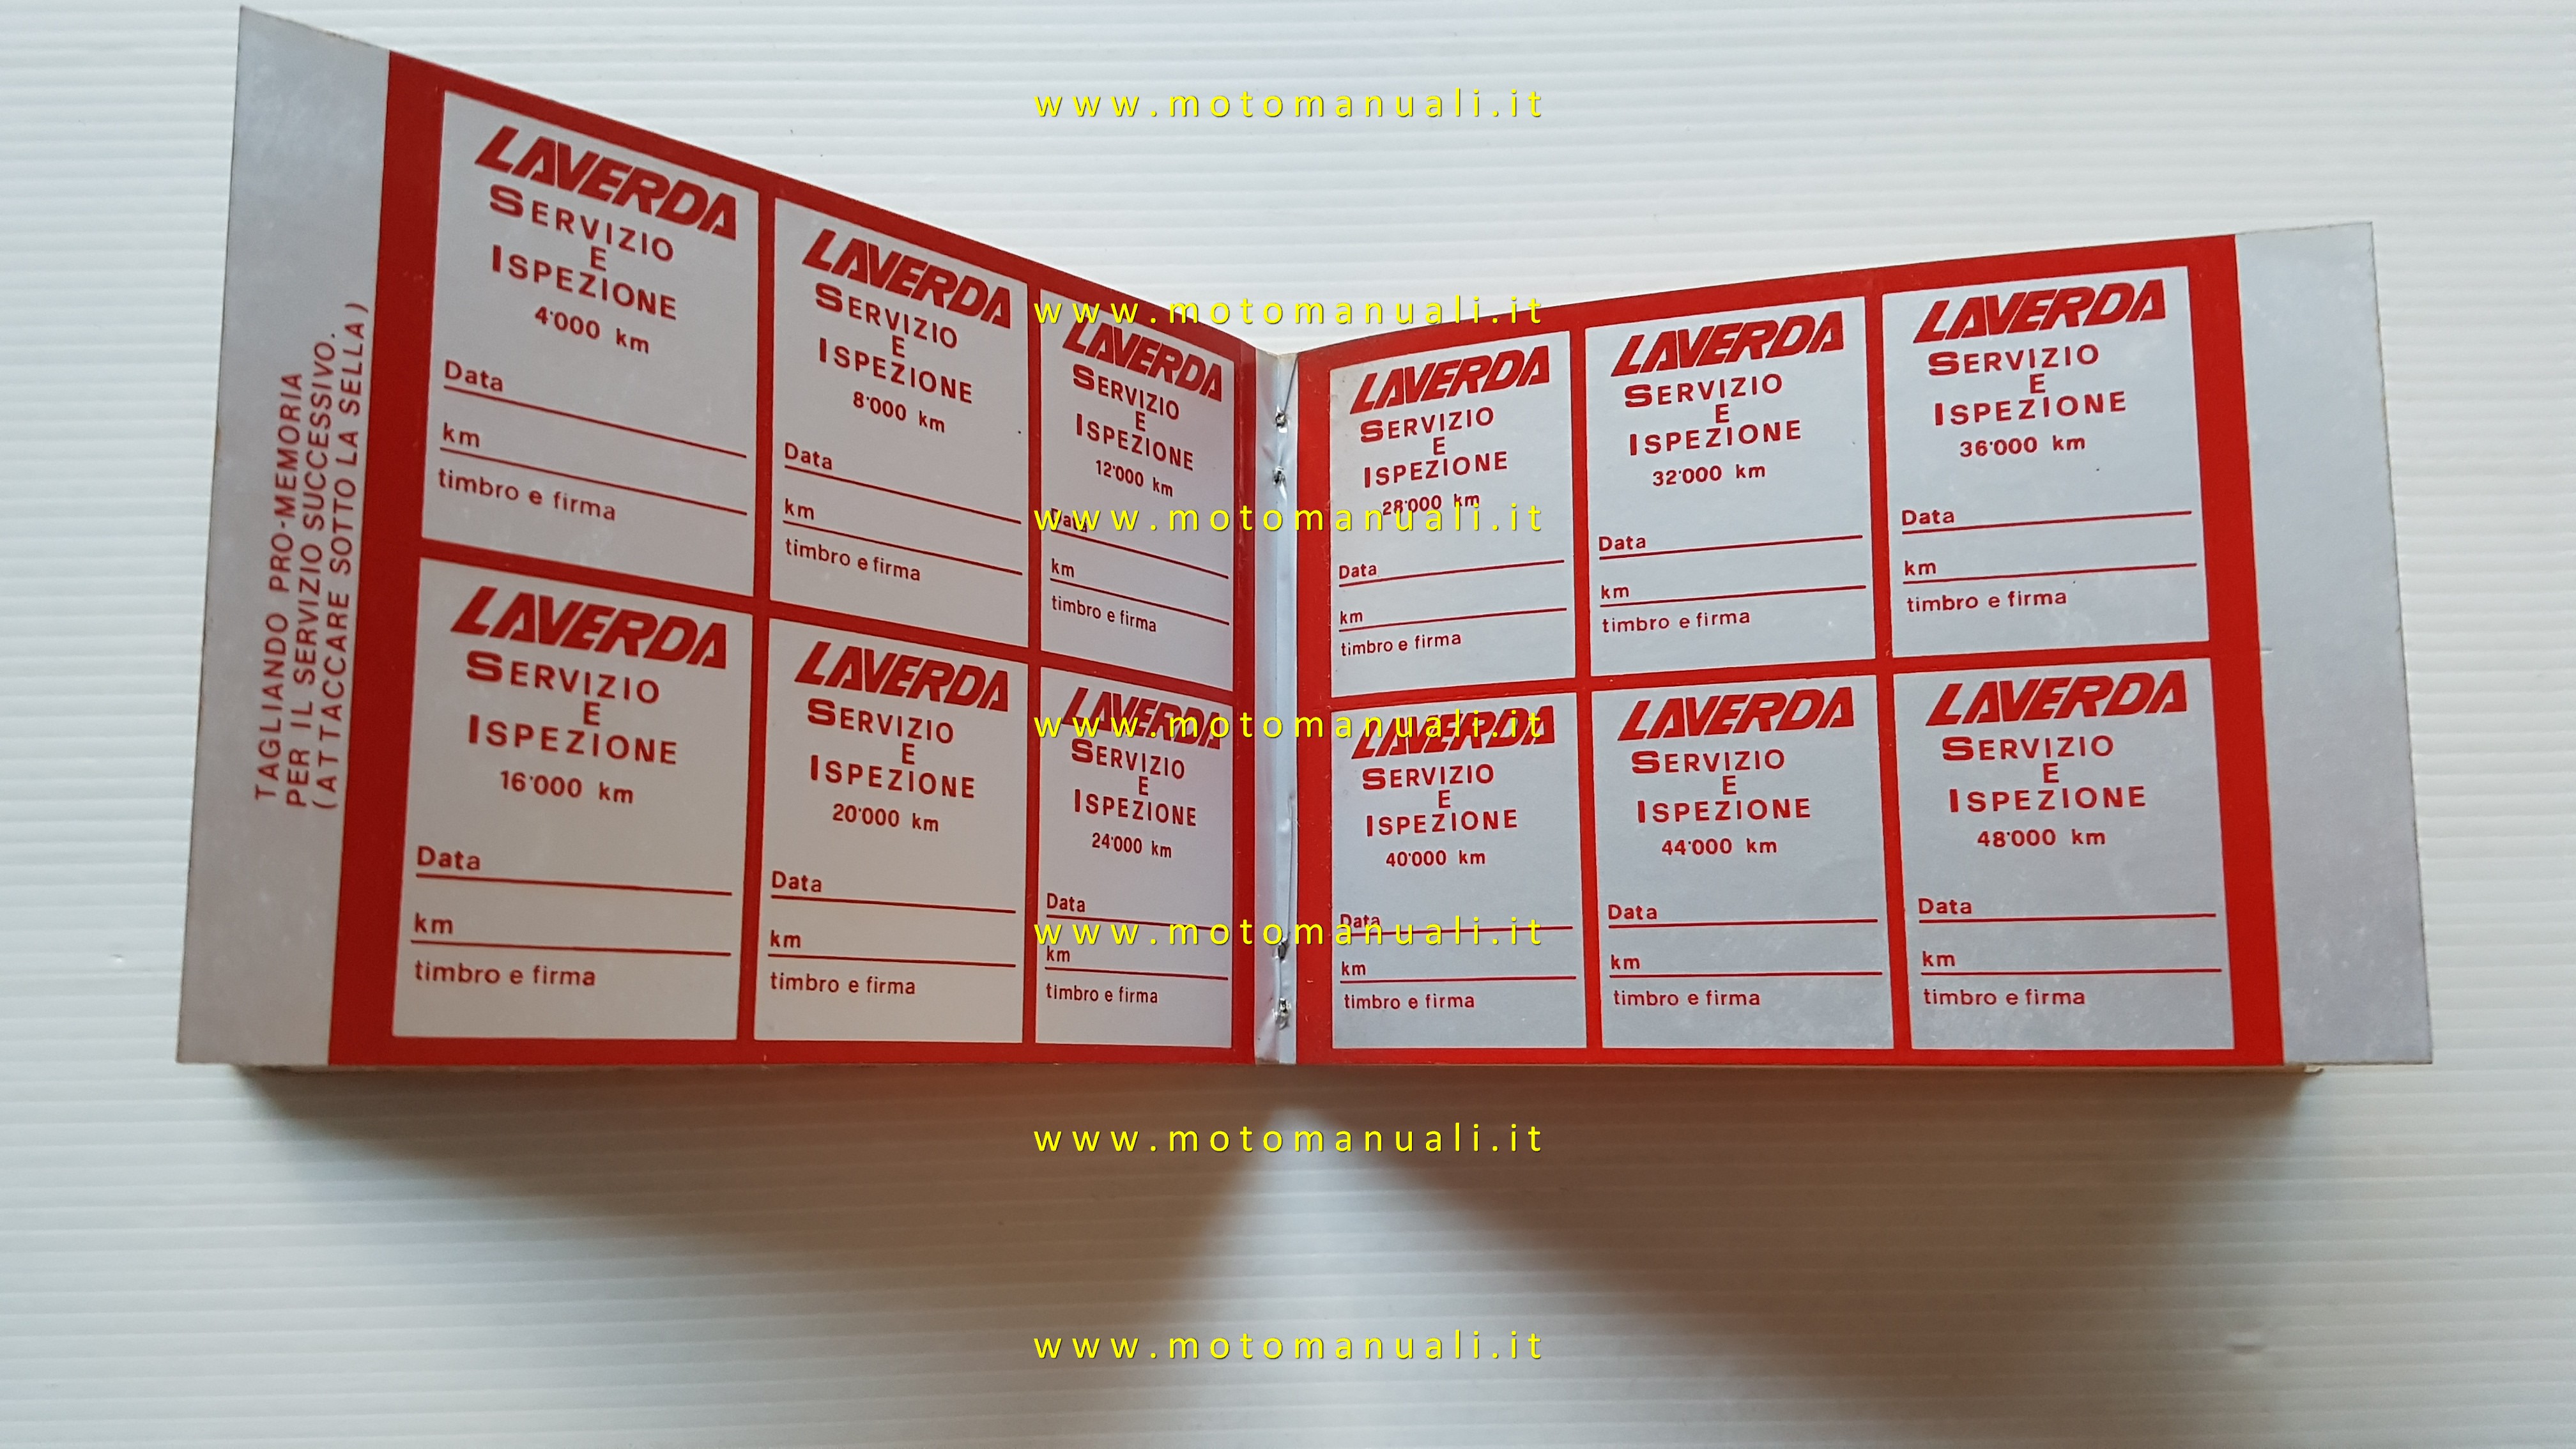 www.motomanuali.it
TAGLIANDO PRO-MEMORIA
PER IL SERVIZIO SUCCESSIVO.
(ATTACCARE SOTTO LA SELLA)
LAVERDA
SERVIZIO
E
ISPEZIONE
4'000 km
Data
km
timbro e firma
LAVERDA
SERVIZIO
E
ISPEZIONE
8'000 km
Data
km
timbro e firma
www.motomanuali.it
LAVERDA
SERVIZIO
E
ISPEZIONE
12'000 km
Data
km
timbro e firma
LAVERDA
SERVIZIO
E
ISPEZIONE
16'000 km
Data
km
timbro e firma
LAVERDA
SERVIZIO
E
ISPEZIONE
20'000 km
Data
km
timbro e firma
LAVERDA
SERVIZIO
E
ISPEZIONE
24'000 km
Data
km
timbro e firma
LAVERDA
SERVIZIO
E
ISPEZIONE
28'000 km
www.motomanuali.it
Data
km
timbro e firma
LAVERDA
SERVIZIO
E
ISPEZIONE
32'000 km
Data
km
timbro e firma
LAVERDA
SERVIZIO
E
ISPEZIONE
36'000 km
Data
km
timbro e firma
www.motomanuali.it
LAVERDA
SERVIZIO
E
ISPEZIONE
40'000 km
Data
www.motomanuali.it
km
timbro e firma
LAVERDA
SERVIZIO
E
ISPEZIONE
44'000 km
Data
km
timbro e firma
LAVERDA
SERVIZIO
E
ISPEZIONE
48'000 km
Data
km
timbro e firma
www.motomanuali.it
www.motomanuali.it